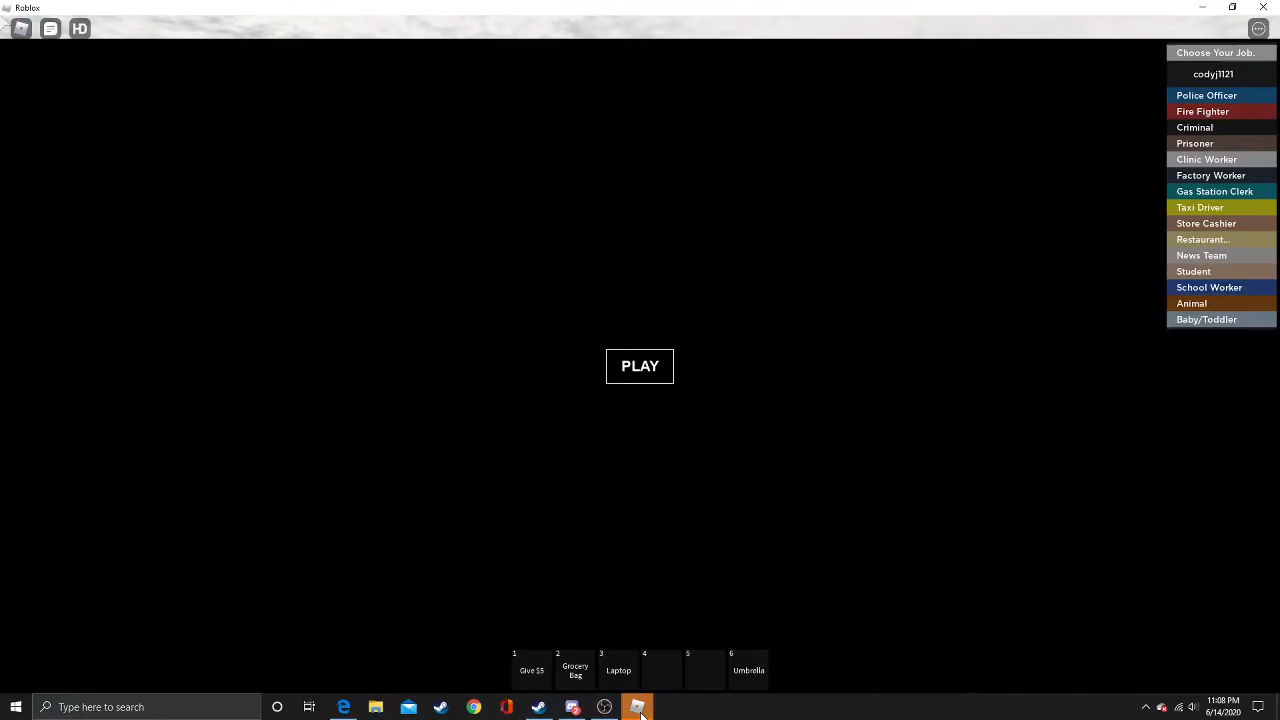 Roblox
HD
Choose Your Job.
codyj1121
Police Officer
Fire Fighter
Criminal
Prisoner
Clinic Worker
Factory Worker
Gas Station Clerk
Taxi Driver
Store Cashier
Restaurant...
News Team
Student
School Worker
Animal
Baby/Toddler
PLAY
1 2 3 4 5 6
Give $5
Grocery
Bag
Laptop
Umbrella
Type here to search
11:08 PM
6/14/2020